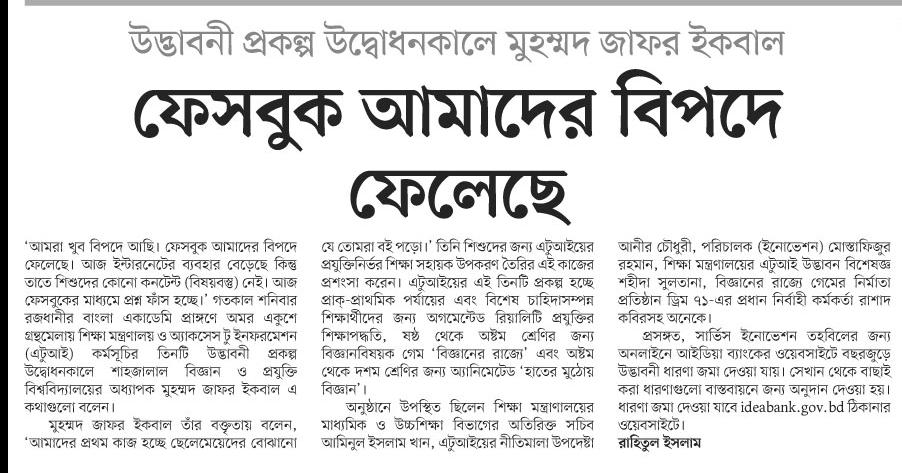 উদ্ভাবনী প্রকল্প উদ্বোধনকালে মুহম্মদ জাফর ইকবাল
ফেসবুক আমাদের বিপদে
ফেলেছে
‘আমরা খুব বিপদে আছি। ফেসবুক আমাদের বিপদে
ফেলেছে। আজ ইন্টারনেটের ব্যবহার বেড়েছে কিন্তু
তাতে শিশুদের কোনো কনটেন্ট (বিষয়বস্তু) নেই। আজ
ফেসবুকের মাধ্যমে প্রশ্ন ফাঁস হচ্ছে।’ গতকাল শনিবার
রাজধানীর বাংলা একাডেমি প্রাঙ্গণে অমর একুশে
গ্রন্থমেলায় শিক্ষা মন্ত্রণালয় ও অ্যাকসেস টু ইনফরমেশন
(এটুআই) কর্মসূচির তিনটি উদ্ভাবনী প্রকল্প
উদ্বোধনকালে শাহজালাল বিজ্ঞান ও প্রযুক্তি
বিশ্ববিদ্যালয়ের অধ্যাপক মুহম্মদ জাফর ইকবাল এ
কথাগুলো বলেন।
মুহম্মদ জাফর ইকবাল তাঁর বক্তৃতায় বলেন,
‘আমাদের প্রথম কাজ হচ্ছে ছেলেমেয়েদের বোঝানো
যে তোমরা বই পড়ো।’ তিনি শিশুদের জন্য এটুআইয়ের
প্রযুক্তিনির্ভর শিক্ষা সহায়ক উপকরণ তৈরির এই কাজের
প্রশংসা করেন। এটুআইয়ের এই তিনটি প্রকল্প হচ্ছে
প্রাক্-প্রাথমিক পর্যায়ের এবং বিশেষ চাহিদাসম্পন্ন
শিক্ষার্থীদের জন্য অগমেন্টেড রিয়ালিটি প্রযুক্তির
শিক্ষাপদ্ধতি, ষষ্ঠ থেকে অষ্টম শ্রেণির জন্য
বিজ্ঞানবিষয়ক গেম ‘বিজ্ঞানের রাজ্যে’ এবং অষ্টম
থেকে দশম শ্রেণির জন্য অ্যানিমেটেড ‘হাতের মুঠোয়
বিজ্ঞান’।
অনুষ্ঠানে উপস্থিত ছিলেন শিক্ষা মন্ত্রণালয়ের
মাধ্যমিক ও উচ্চশিক্ষা বিভাগের অতিরিক্ত সচিব
আমিনুল ইসলাম খান, এটুআইয়ের নীতিমালা উপদেষ্টা
আনীর চৌধুরী, পরিচালক (ইনোভেশন) মোস্তাফিজুর
রহমান, শিক্ষা মন্ত্রণালয়ের এটুআই উদ্ভাবন বিশেষজ্ঞ
শহীদা সুলতানা, বিজ্ঞানের রাজ্যে গেমের নির্মাতা
প্রতিষ্ঠান ড্রিম ৭১-এর প্রধান নির্বাহী কর্মকর্তা রাশাদ
কবিরসহ অনেকে।
প্রসঙ্গত, সার্ভিস ইনোভেশন তহবিলের জন্য
অনলাইনে আইডিয়া ব্যাংকের ওয়েবসাইটে বছরজুড়ে
উদ্ভাবনী ধারণা জমা দেওয়া যায়। সেখান থেকে বাছাই
করা ধারণাগুলো বাস্তবায়নে জন্য অনুদান দেওয়া হয়।
ধারণা জমা দেওয়া যাবে ideabank.gov.bd ঠিকানার
ওয়েবসাইটে।
রাহিতুল ইসলাম